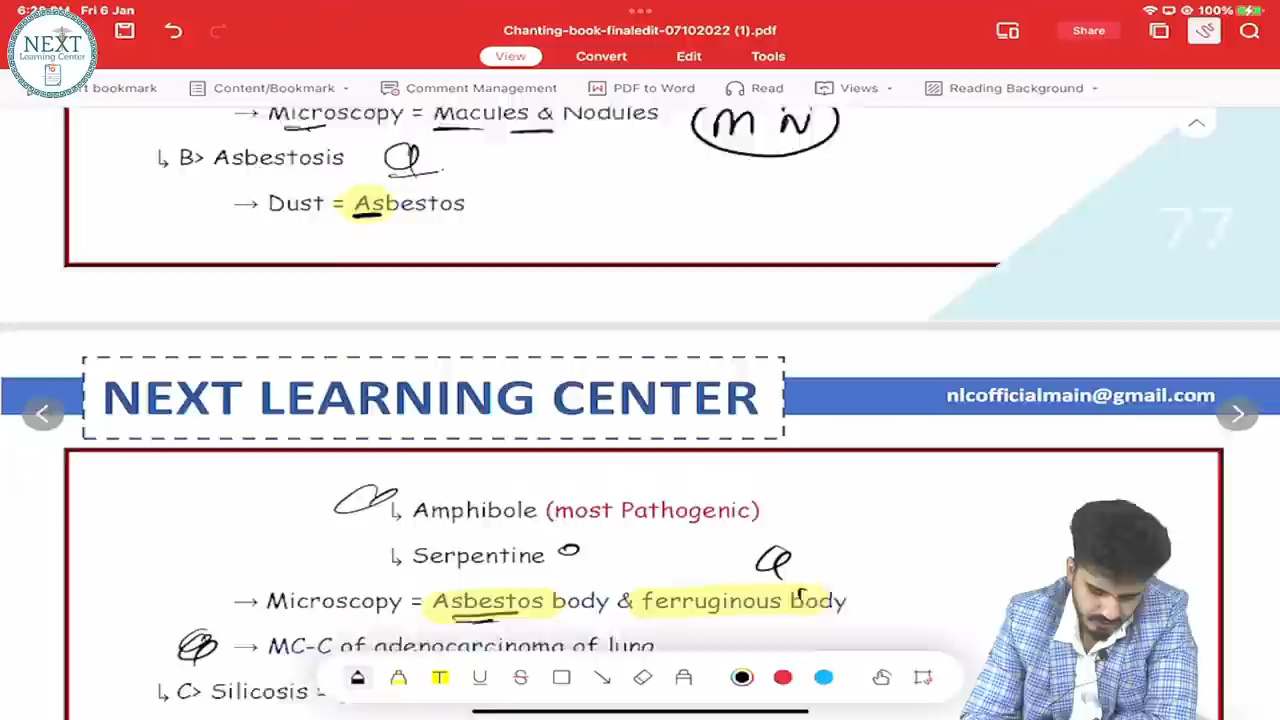 6:28 PM Fri 6 Jan
100%
NEXT
Learning Center
Chanting-book-finaledit-07102022 (1).pdf
Share
View Convert Edit Tools
rt bookmark Content/Bookmark Comment Management PDF to Word Read Views Reading Background
→ Microscopy = Macules & Nodules M N
↳ B> Asbestosis
→ Dust = Asbestos
77
NEXT LEARNING CENTER
nlcofficialmain@gmail.com
↳ Amphibole (most Pathogenic)
↳ Serpentine
→ Microscopy = Asbestos body & ferruginous body
→ MC-C of adenocarcinoma of lung
↳ C> Silicosis =
T U S